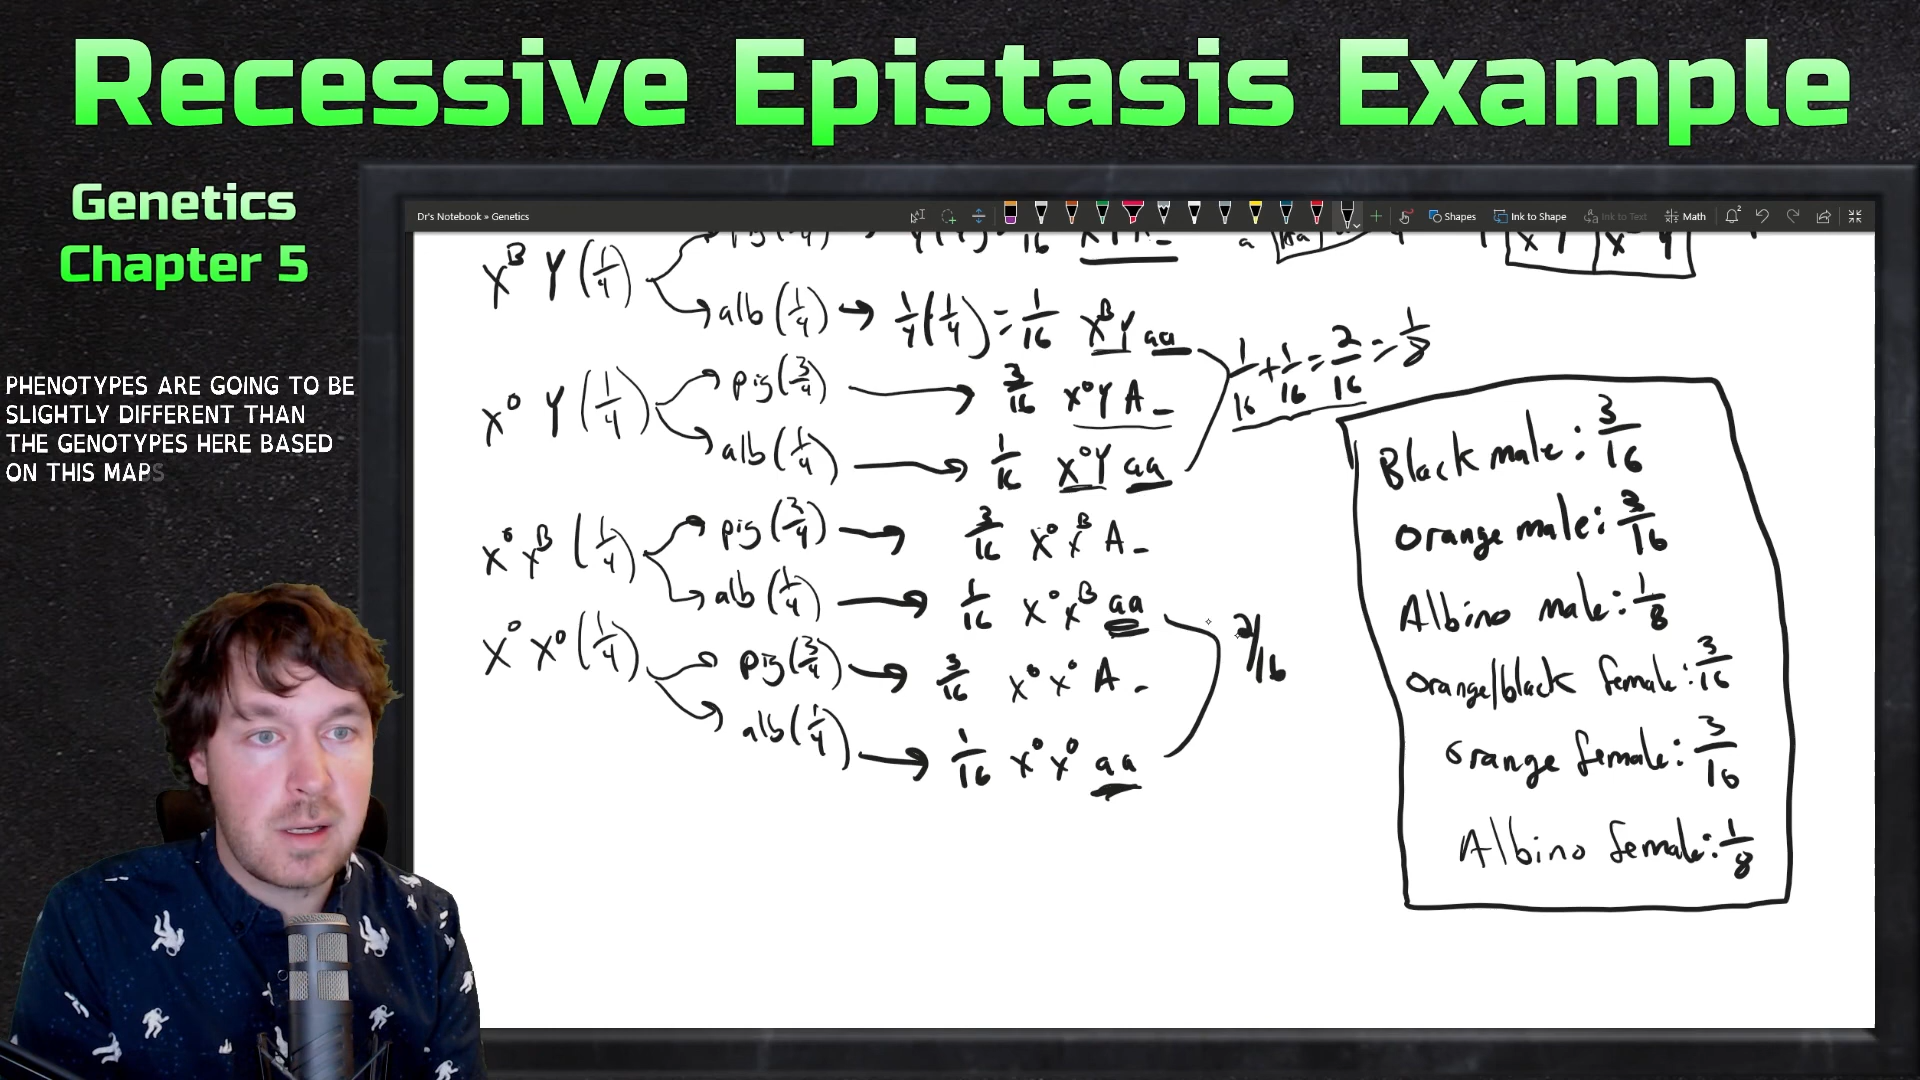 Recessive Epistasis Example
Genetics
Chapter 5
PHENOTYPES ARE GOING TO BE
SLIGHTLY DIFFERENT THAN
THE GENOTYPES HERE BASED
ON THIS MAPS
Dr's Notebook » Genetics
Shapes
Ink to Shape
Ink to Text
Math
X^B Y (1/4)
alb (1/4) → 1/4(1/4) = 1/16 X^B Y aa
1/16 + 1/16 = 2/16 = 1/8
X^o Y (1/4)
pig (3/4) → 3/16 X^o Y A_
alb (1/4) → 1/16 X^o Y aa
X^o X^B (1/4)
pig (3/4) → 3/16 X^o X^B A_
alb (1/4) → 1/16 X^o X^B aa
2/16
X^o X^o (1/4)
pig (3/4) → 3/16 X^o X^o A_
alb (1/4) → 1/16 X^o X^o aa
Black male: 3/16
Orange male: 3/16
Albino male: 1/8
Orange/black female: 3/16
Orange female: 3/16
Albino female: 1/8